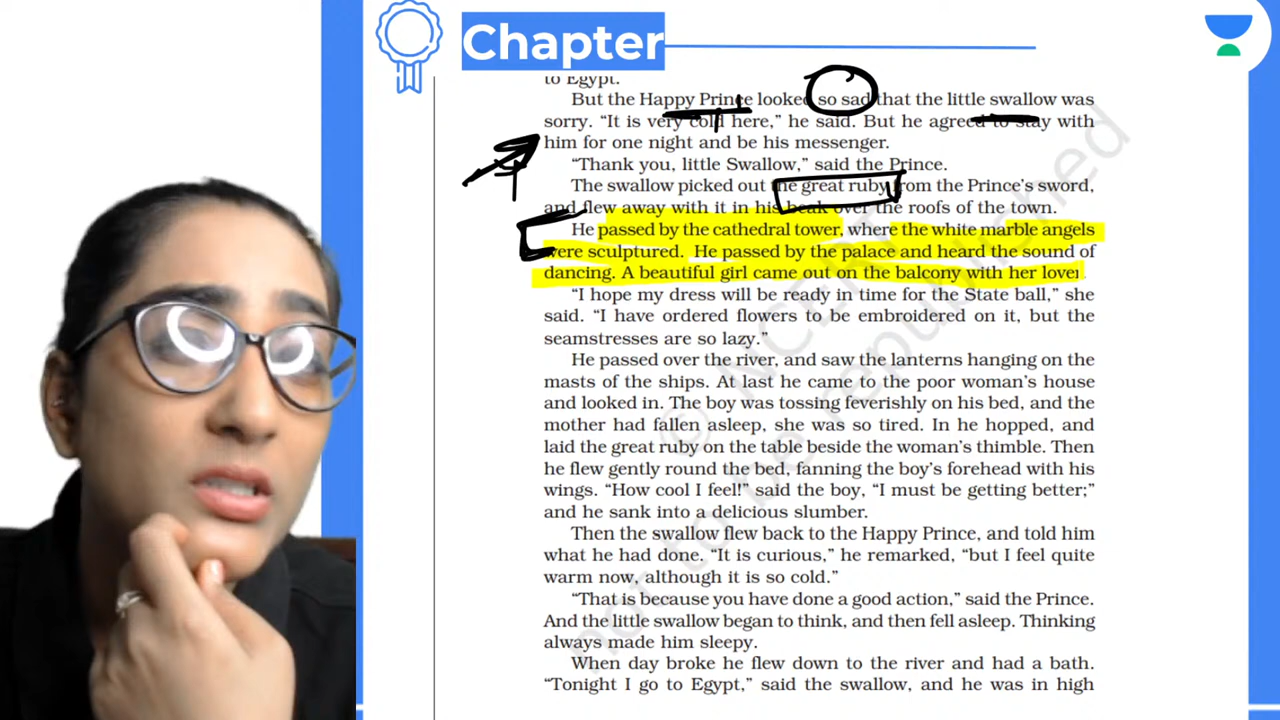 Chapter
to Egypt.
But the Happy Prince looked so sad that the little swallow was
sorry. “It is very cold here,” he said. But he agreed to stay with
him for one night and be his messenger.
“Thank you, little Swallow,” said the Prince.
The swallow picked out the great ruby from the Prince's sword,
and flew away with it in his beak over the roofs of the town.
He passed by the cathedral tower, where the white marble angels
were sculptured. He passed by the palace and heard the sound of
dancing. A beautiful girl came out on the balcony with her lover
“I hope my dress will be ready in time for the State ball,” she
said. “I have ordered flowers to be embroidered on it, but the
seamstresses are so lazy.”
He passed over the river, and saw the lanterns hanging on the
masts of the ships. At last he came to the poor woman's house
and looked in. The boy was tossing feverishly on his bed, and the
mother had fallen asleep, she was so tired. In he hopped, and
laid the great ruby on the table beside the woman's thimble. Then
he flew gently round the bed, fanning the boy's forehead with his
wings. “How cool I feel!” said the boy, “I must be getting better;”
and he sank into a delicious slumber.
Then the swallow flew back to the Happy Prince, and told him
what he had done. “It is curious,” he remarked, “but I feel quite
warm now, although it is so cold.”
“That is because you have done a good action,” said the Prince.
And the little swallow began to think, and then fell asleep. Thinking
always made him sleepy.
When day broke he flew down to the river and had a bath.
“Tonight I go to Egypt,” said the swallow, and he was in high
© NCERT
not to be republished